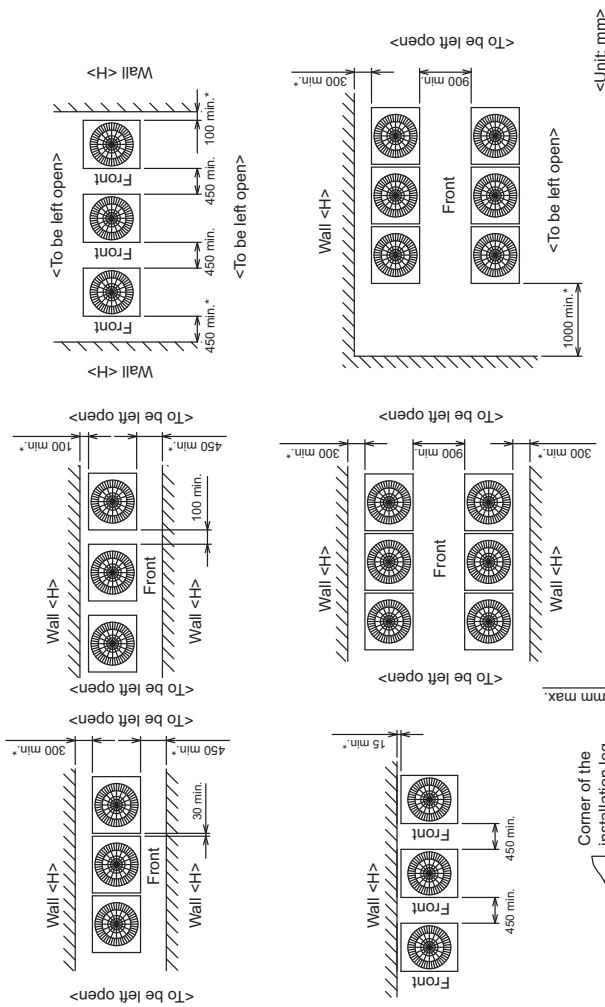 Wall <H>
300 min.*
<To be left open>
<To be left open>
Front
450 min.*
30 min.
Wall <H>
Wall <H>
100 min.*
<To be left open>
<To be left open>
Front
450 min.*
100 min.
Wall <H>
<To be left open>
Wall <H>
Wall <H>
Front
Front
Front
450 min.*
450 min.
450 min.
100 min.*
<To be left open>
Wall <H>
15 min.*
Front
Front
Front
450 min.
450 min.
Wall <H>
300 min.*
900 min.
Front
<To be left open>
<To be left open>
300 min.*
Wall <H>
Wall <H>
300 min.*
900 min.
Front
<To be left open>
1000 min.*
<To be left open>
<Unit: mm>
mm max.
Corner of the
installation leg